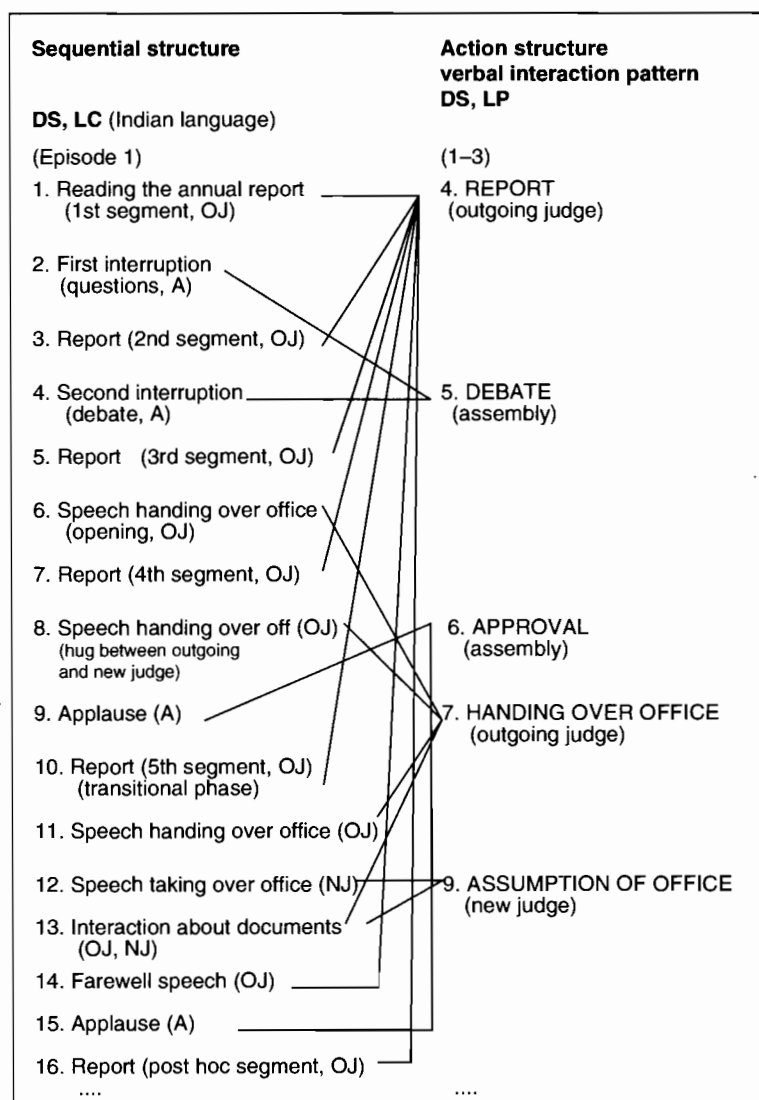 Sequential structure
DS, LC (Indian language)
(Episode 1)
1. Reading the annual report
(1st segment, OJ)
2. First interruption
(questions, A)
3. Report (2nd segment, OJ)
4. Second interruption
(debate, A)
5. Report (3rd segment, OJ)
6. Speech handing over office
(opening, OJ)
7. Report (4th segment, OJ)
8. Speech handing over off (OJ)
(hug between outgoing
and new judge)
9. Applause (A)
10. Report (5th segment, OJ)
(transitional phase)
11. Speech handing over office (OJ)
12. Speech taking over office (NJ)
13. Interaction about documents
(OJ, NJ)
14. Farewell speech (OJ)
15. Applause (A)
16. Report (post hoc segment, OJ)
....
Action structure
verbal interaction pattern
DS, LP
(1–3)
4. REPORT
(outgoing judge)
5. DEBATE
(assembly)
6. APPROVAL
(assembly)
7. HANDING OVER OFFICE
(outgoing judge)
9. ASSUMPTION OF OFFICE
(new judge)
....